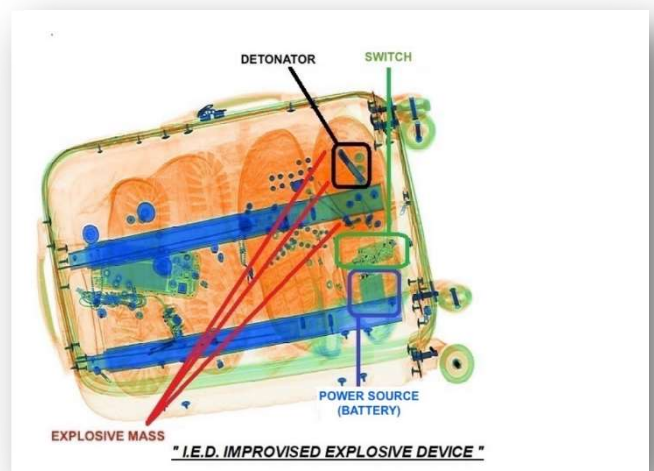 DETONATOR
SWITCH
POWER SOURCE
(BATTERY)
EXPLOSIVE MASS
" I.E.D. IMPROVISED EXPLOSIVE DEVICE "